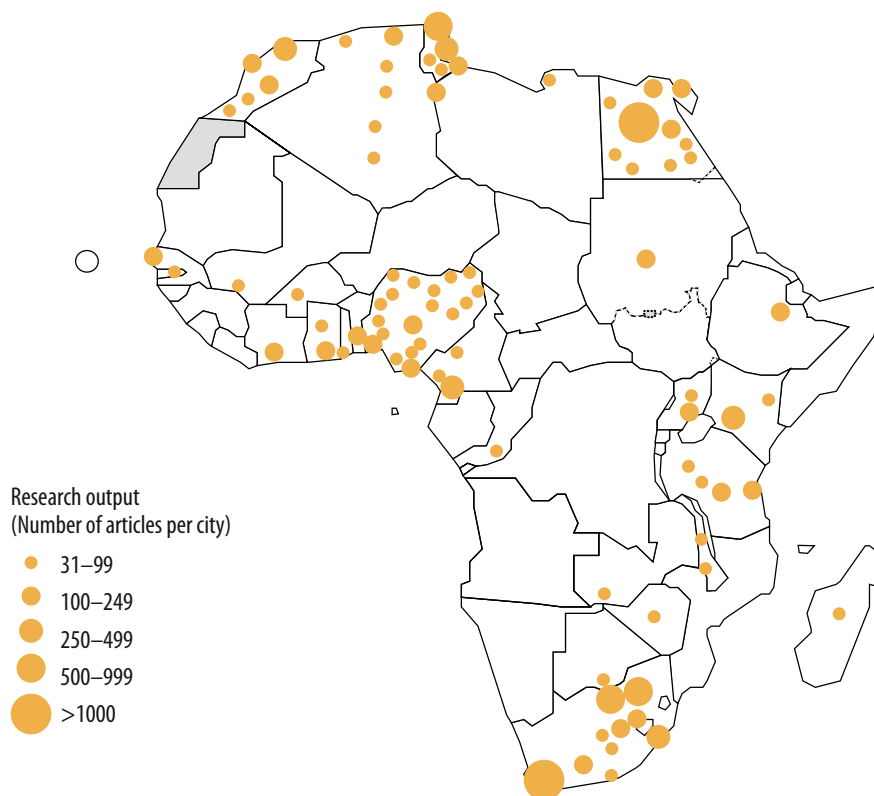 Research output
(Number of articles per city)
31–99
100–249
250–499
500–999
>1000